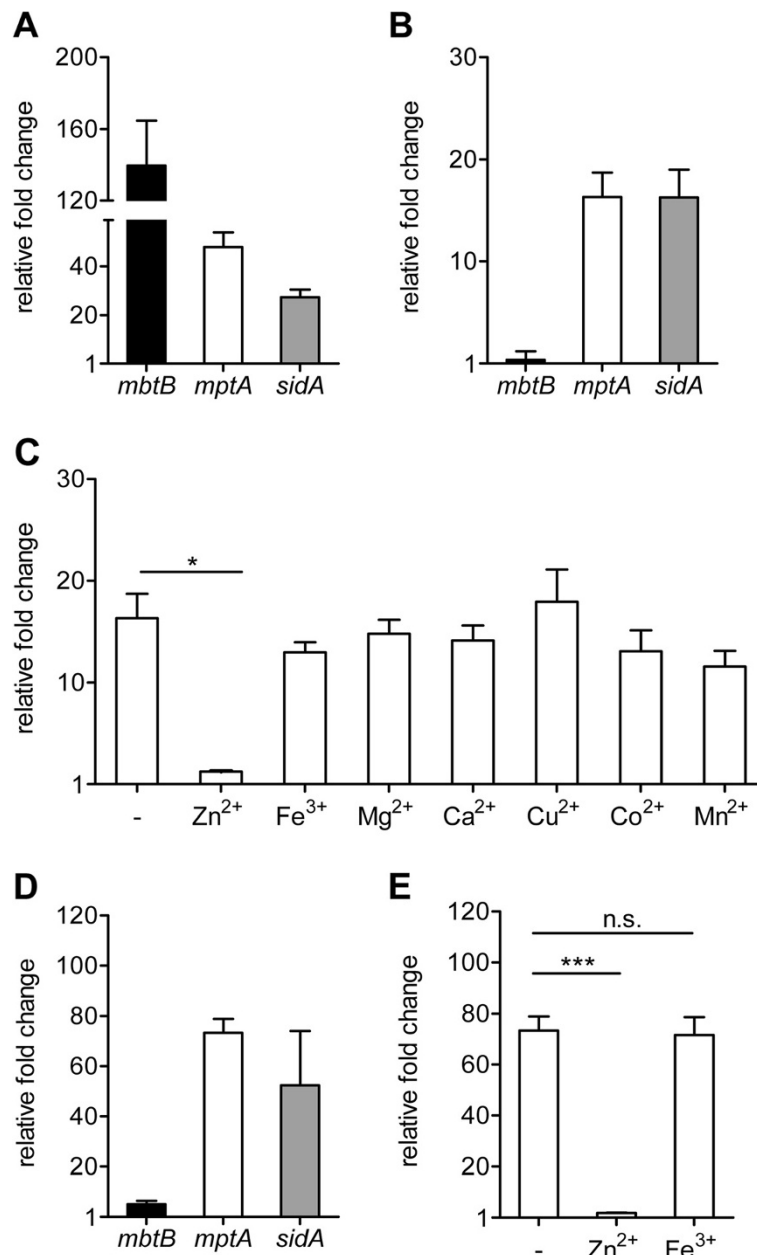 A
relative fold change
200
160
120
40
20
1
mbtB mptA sidA
B
relative fold change
30
20
10
1
mbtB mptA sidA
C
relative fold change
30
20
10
1
*
- Zn²⁺ Fe³⁺ Mg²⁺ Ca²⁺ Cu²⁺ Co²⁺ Mn²⁺
D
relative fold change
120
100
80
60
40
20
1
mbtB mptA sidA
E
relative fold change
120
100
80
60
40
20
1
n.s.
***
- Zn²⁺ Fe³⁺